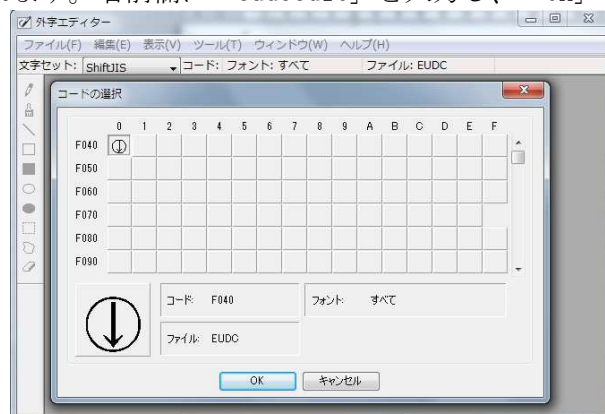 外字エディター
ファイル(F) 編集(E) 表示(V) ツール(T) ウィンドウ(W) ヘルプ(H)
文字セット: ShiftJIS コード: フォント: すべて ファイル: EUDC
コードの選択
0 1 2 3 4 5 6 7 8 9 A B C D E F
F040
F050
F060
F070
F080
F090
コード: F040 フォント: すべて
ファイル: EUDC
OK キャンセル